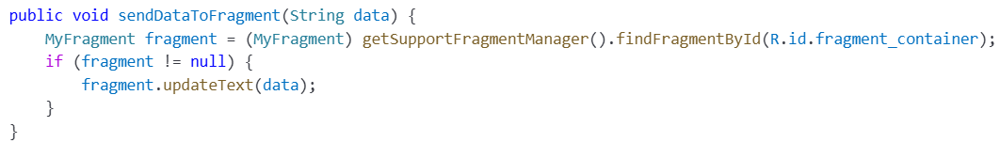 public void sendDataToFragment(String data) {
    MyFragment fragment = (MyFragment) getSupportFragmentManager().findFragmentById(R.id.fragment_container);
    if (fragment != null) {
        fragment.updateText(data);
    }
}